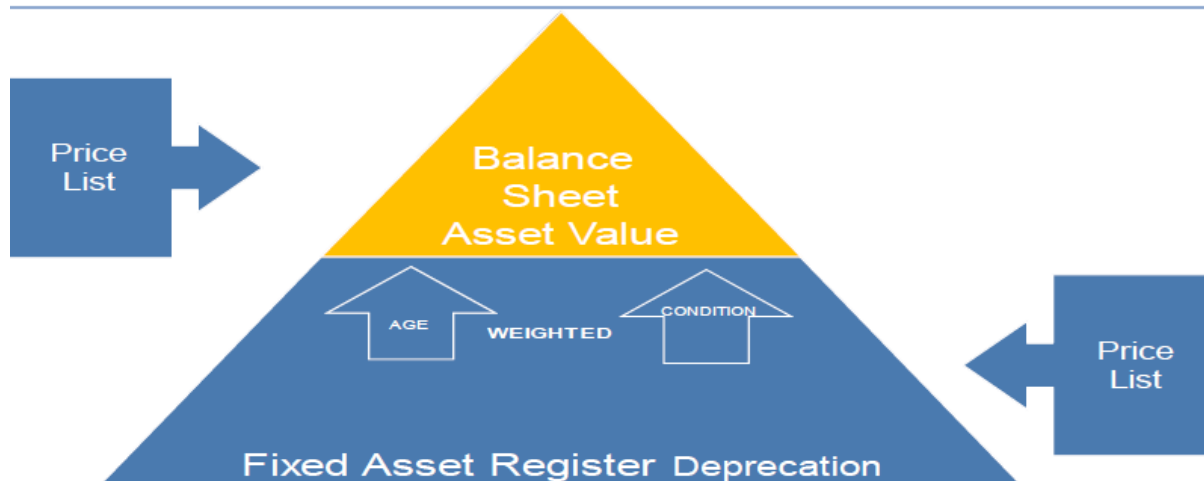 Price
List
Balance
Sheet
Asset Value
AGE
WEIGHTED
CONDITION
Price
List
Fixed Asset Register Deprecation